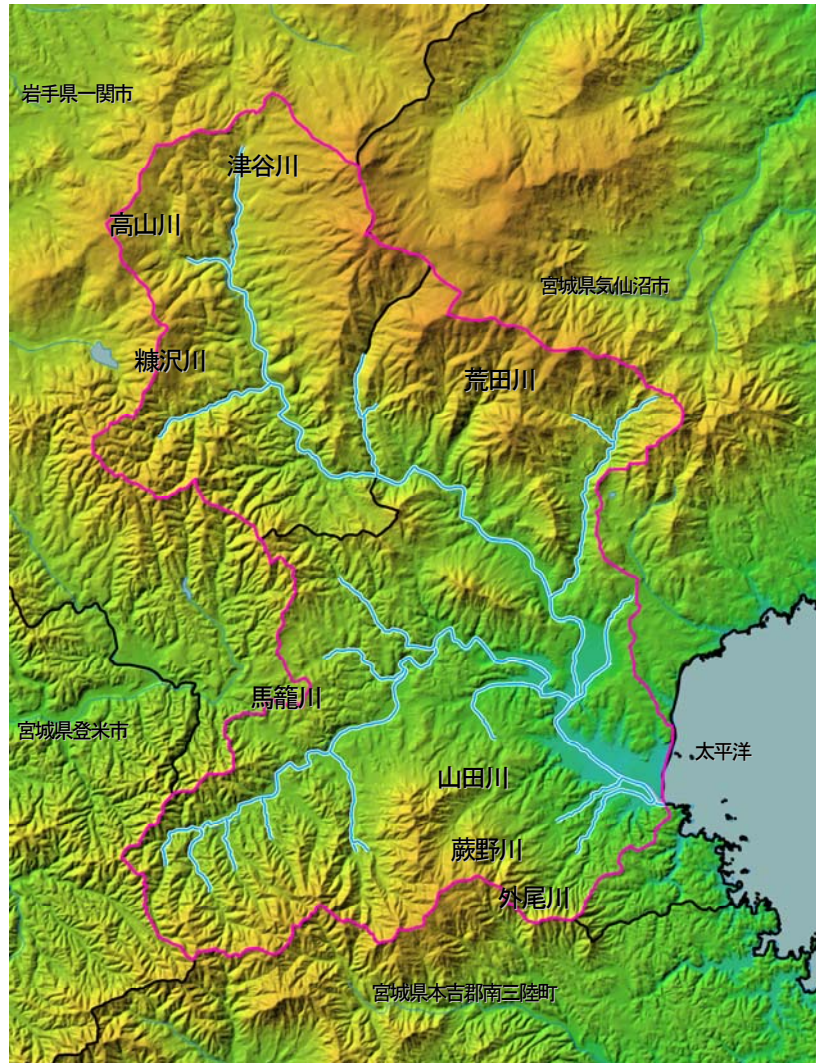 岩手県一関市
津谷川
高山川
宮城県気仙沼市
糠沢川
荒田川
馬籠川
宮城県登米市
太平洋
山田川
蕨野川
外尾川
宮城県本吉郡南三陸町